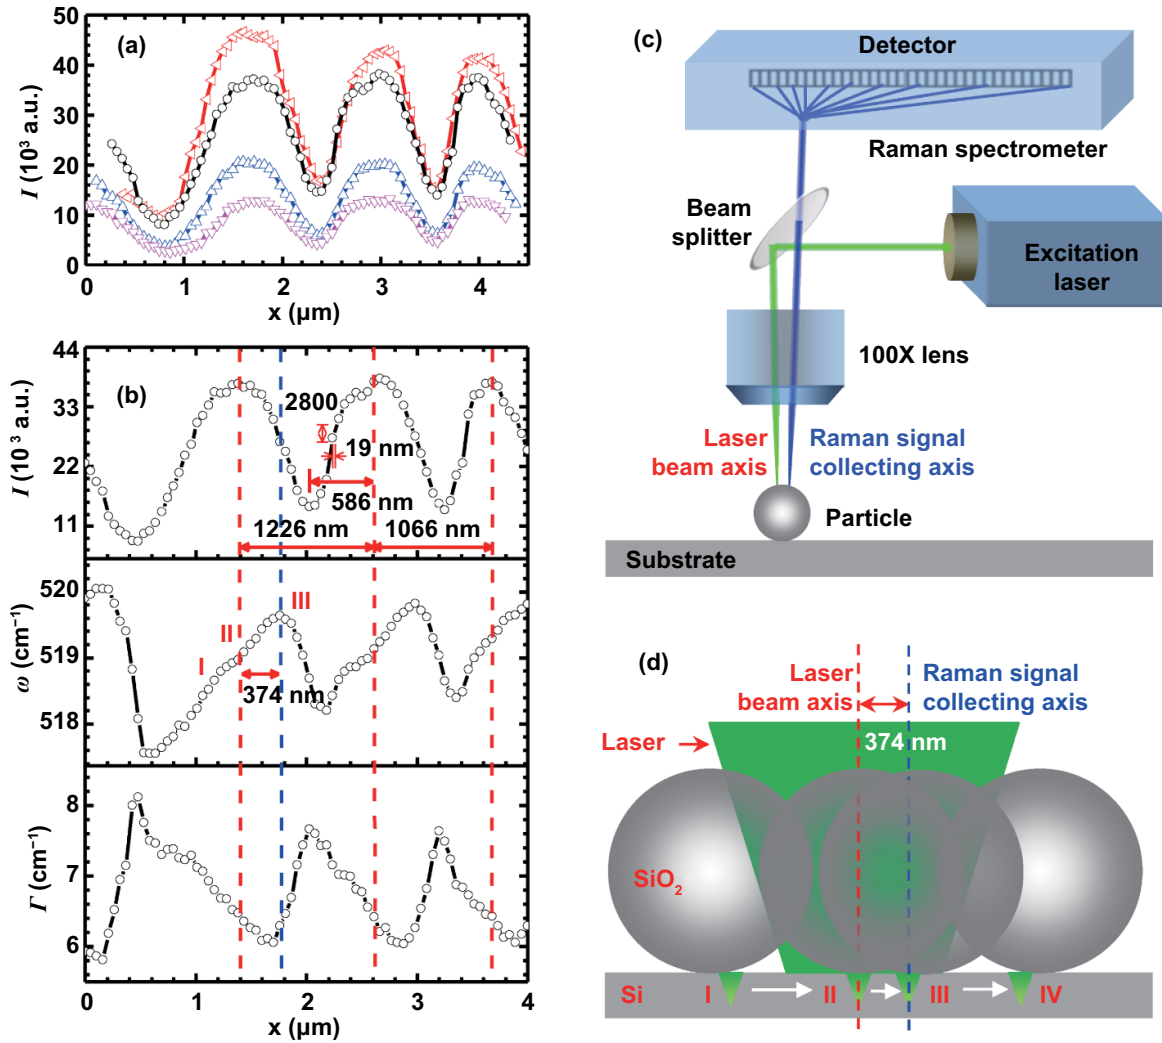 (a)
I (10³ a.u.)
50
40
30
20
10
0
0 1 2 3 4
x (µm)
(b)
I (10 ³ a.u.)
44
33
22
11
2800
19 nm
586 nm
1226 nm 1066 nm
ω (cm⁻¹)
520
519
518
I
II
III
374 nm
Γ (cm⁻¹)
8
7
6
0 1 2 3 4
x (µm)
(c)
Detector
Raman spectrometer
Beam
splitter
Excitation
laser
100X lens
Laser
beam axis
Raman signal
collecting axis
Particle
Substrate
(d)
Laser
beam axis
Raman signal
collecting axis
Laser
374 nm
SiO₂
Si I II III IV